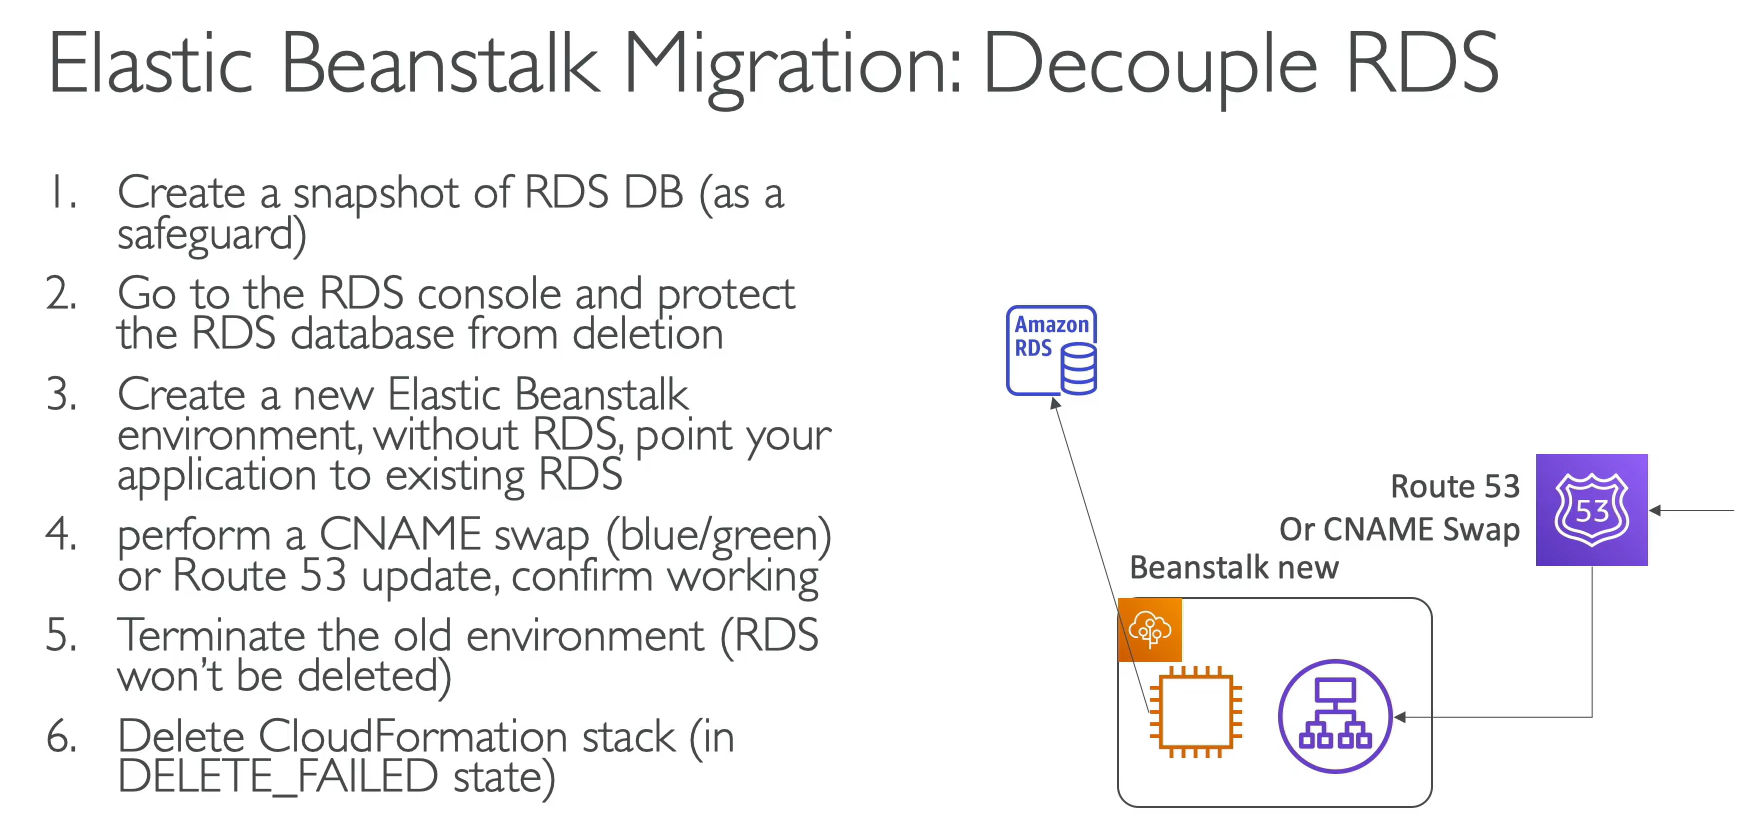 Elastic Beanstalk Migration: Decouple RDS
1. Create a snapshot of RDS DB (as a
safeguard)
2. Go to the RDS console and protect
the RDS database from deletion
3. Create a new Elastic Beanstalk
environment, without RDS, point your
application to existing RDS
4. perform a CNAME swap (blue/green)
or Route 53 update, confirm working
5. Terminate the old environment (RDS
won't be deleted)
6. Delete CloudFormation stack (in
DELETE_FAILED state)
Amazon
RDS
Route 53
Or CNAME Swap
53
Beanstalk new